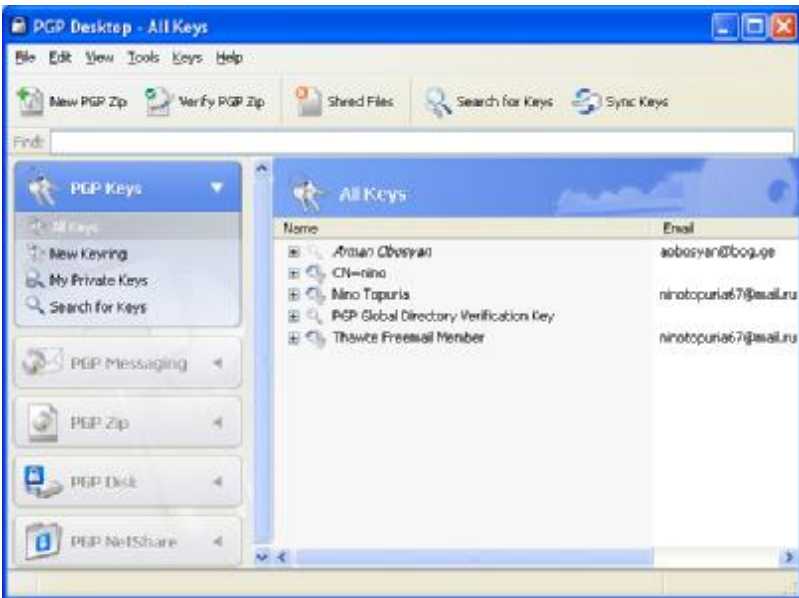 PGP Desktop - All Keys
File Edit View Tools Keys Help
New PGP Zip Verify PGP Zip Shred Files Search for Keys Sync Keys
Find:
PGP Keys
All Keys
New Keyring
My Private Keys
Search for Keys
PGP Messaging
PGP Zip
PGP Disk
PGP NetShare
All Keys
Name Email
Arman Obosyan aobosyan@bog.ge
CN=nino
Nino Topuria ninotopuria67@mail.ru
PGP Global Directory Verification Key
Thawte Freemail Member ninotopuria67@mail.ru